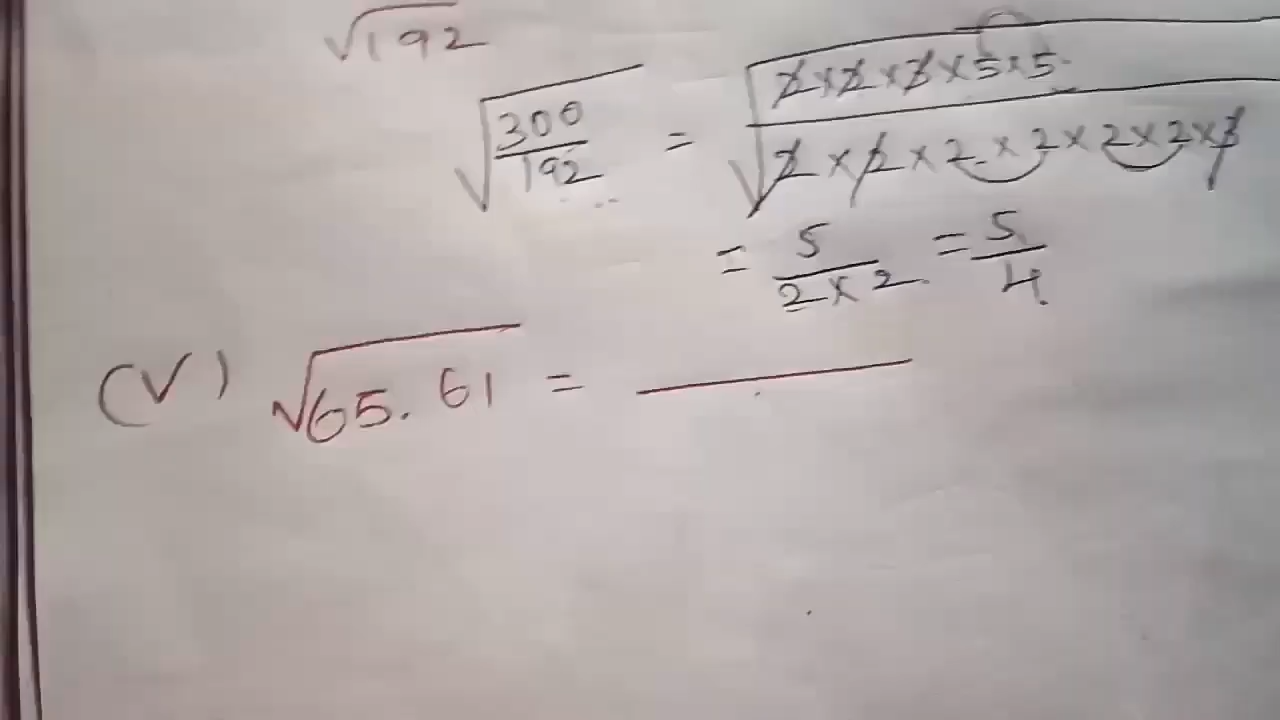 √192
√(300/192) = √(2×2×3×5×5 / 2×2×2×2×2×2×3)
= 5/2×2 = 5/4
(V) √65.61 = ______